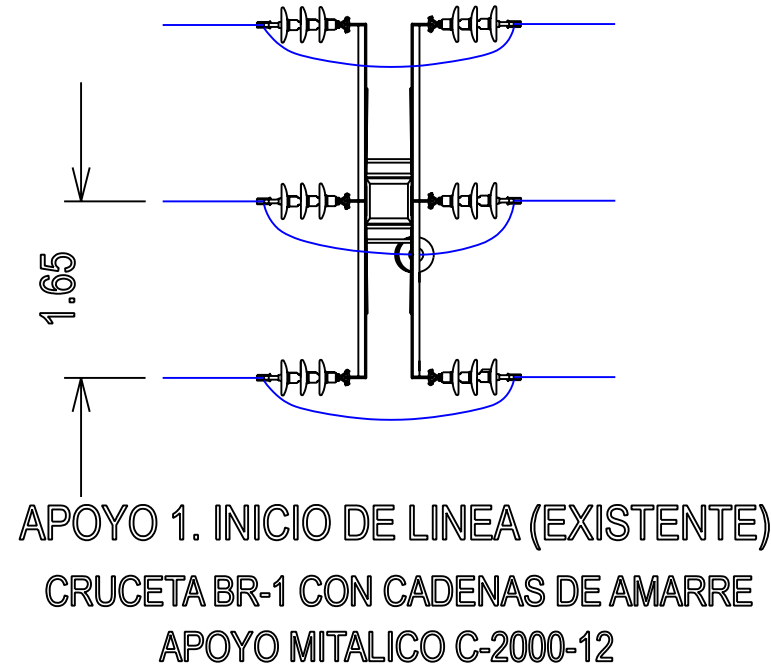 1.65
APOYO 1. INICIO DE LINEA (EXISTENTE)
CRUCETA BR-1 CON CADENAS DE AMARRE
APOYO MITALICO C-2000-12